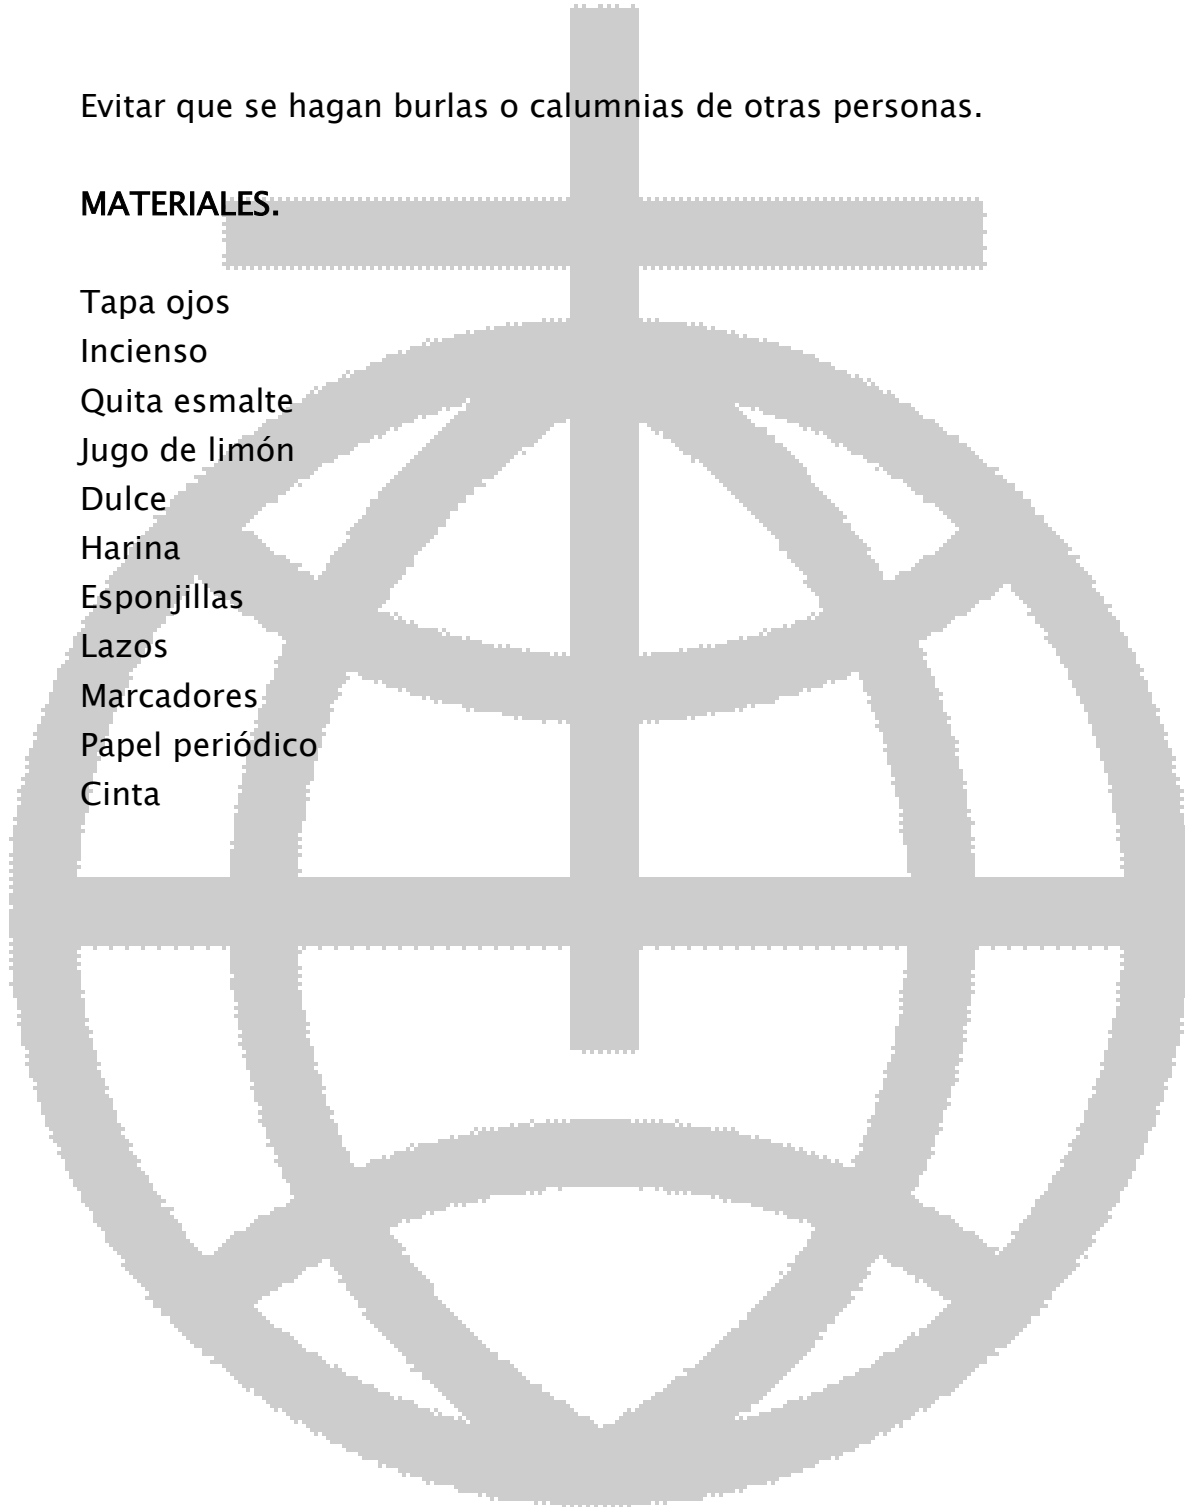 Evitar que se hagan burlas o calumnias de otras personas.
MATERIALES.
Tapa ojos
Incienso
Quita esmalte
Jugo de limón
Dulce
Harina
Esponjillas
Lazos
Marcadores
Papel periódico
Cinta